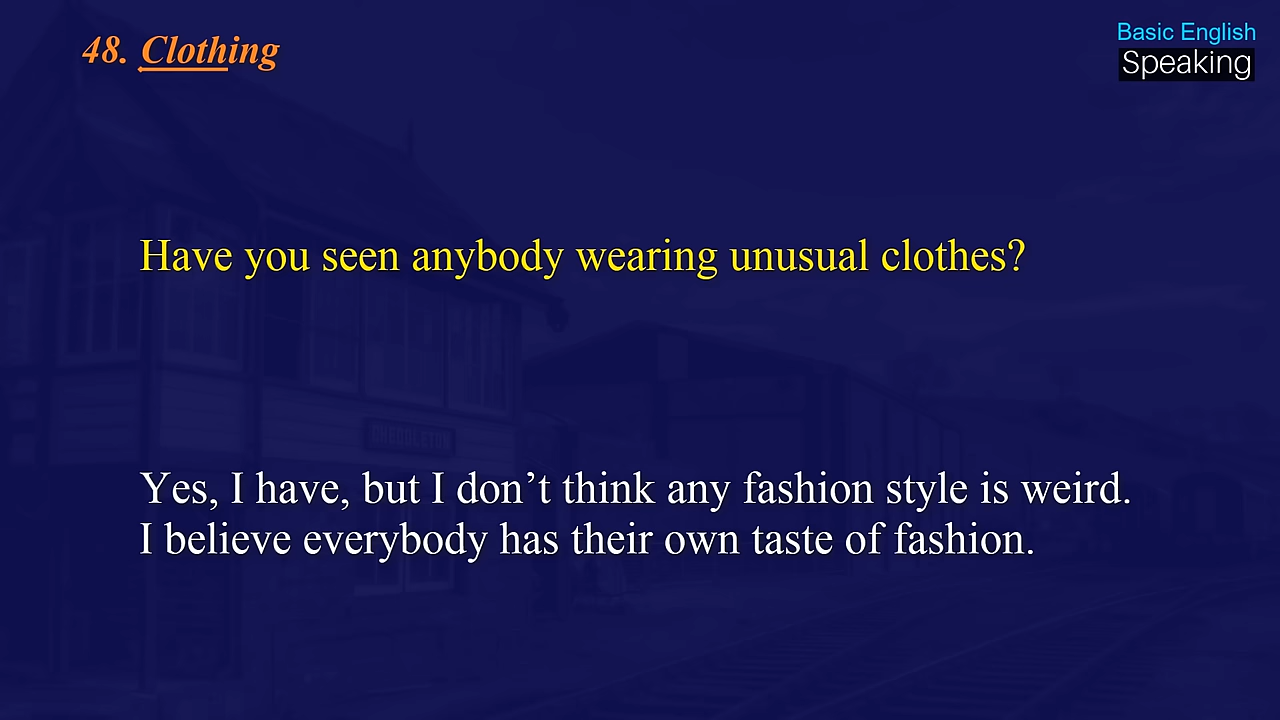 48. Clothing
Basic English
Speaking
Have you seen anybody wearing unusual clothes?
CHEDDLETON
Yes, I have, but I don’t think any fashion style is weird.
I believe everybody has their own taste of fashion.